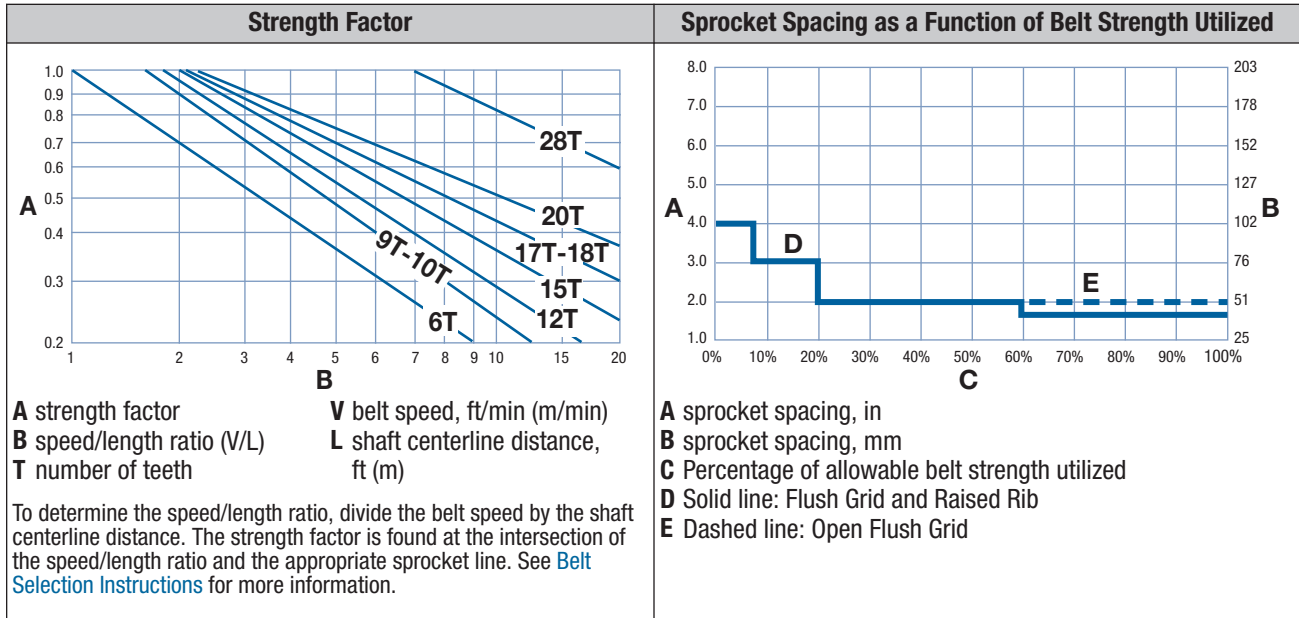 Strength Factor
1.0
0.9
0.8
0.7
0.6
0.5
0.4
0.3
0.2
A
28T
20T
17T-18T
15T
12T
9T-10T
6T
1 2 3 4 5 6 7 8 9 10 15 20
B
A strength factor
B speed/length ratio (V/L)
T number of teeth
V belt speed, ft/min (m/min)
L shaft centerline distance,
ft (m)
To determine the speed/length ratio, divide the belt speed by the shaft
centerline distance. The strength factor is found at the intersection of
the speed/length ratio and the appropriate sprocket line. See Belt
Selection Instructions for more information.
Sprocket Spacing as a Function of Belt Strength Utilized
8.0
7.0
6.0
5.0
4.0
3.0
2.0
1.0
A
D
E
203
178
152
127
102
76
51
25
B
0% 10% 20% 30% 40% 50% 60% 70% 80% 90% 100%
C
A sprocket spacing, in
B sprocket spacing, mm
C Percentage of allowable belt strength utilized
D Solid line: Flush Grid and Raised Rib
E Dashed line: Open Flush Grid